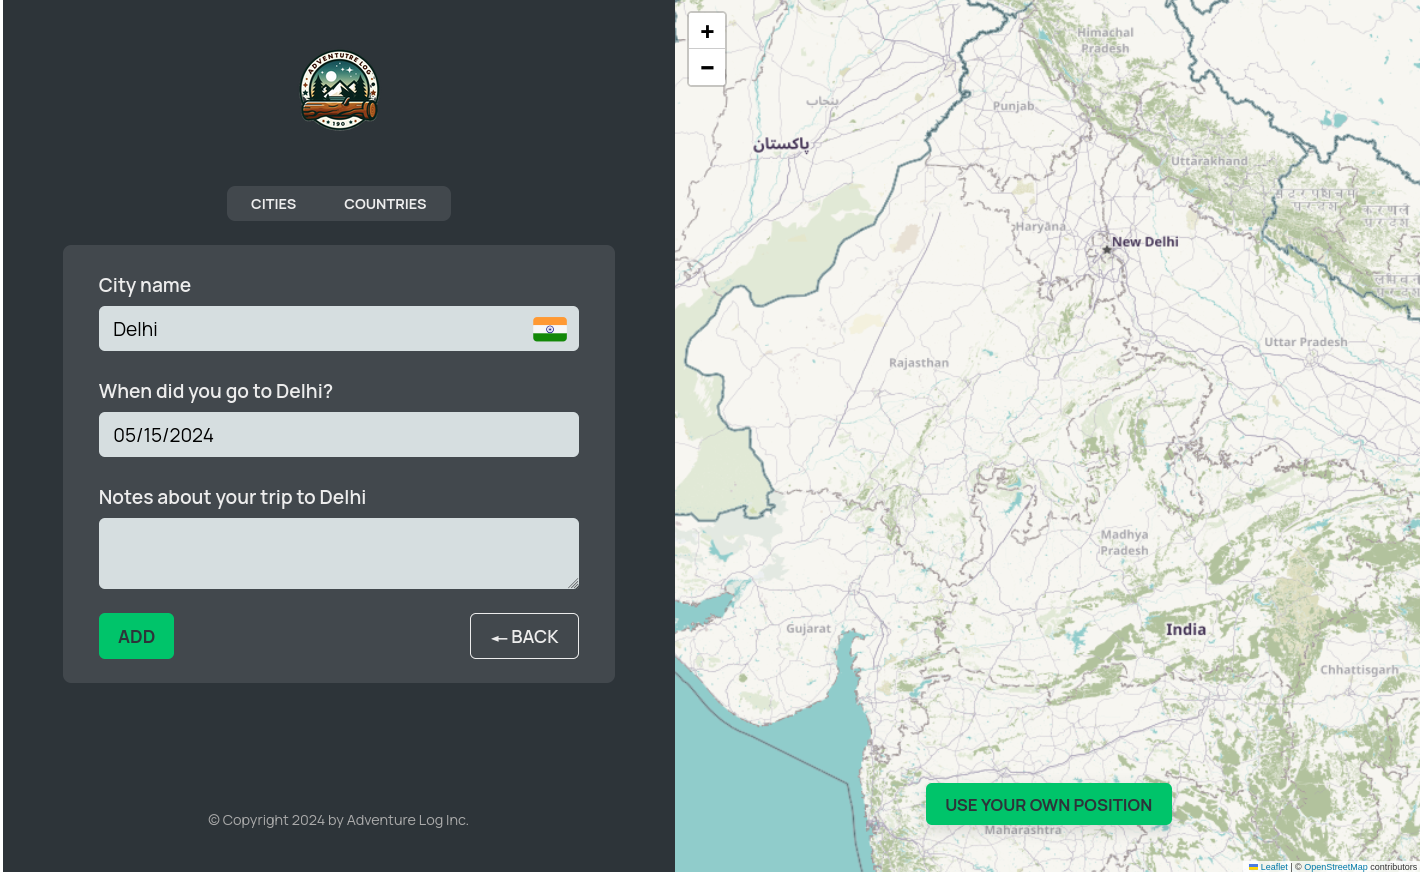 ADVENTUTRE LOG
190
CITIES
COUNTRIES
City name
Delhi
When did you go to Delhi?
05/15/2024
Notes about your trip to Delhi
ADD
BACK
© Copyright 2024 by Adventure Log Inc.
+
−
Himachal
Pradesh
پنجاب
Punjab
پاکستان
Uttarakhand
Haryana
New Delhi
Uttar Pradesh
Rajasthan
Madhya
Pradesh
Gujarat
India
Chhattisgarh
USE YOUR OWN POSITION
Maharashtra
Leaflet | © OpenStreetMap contributors